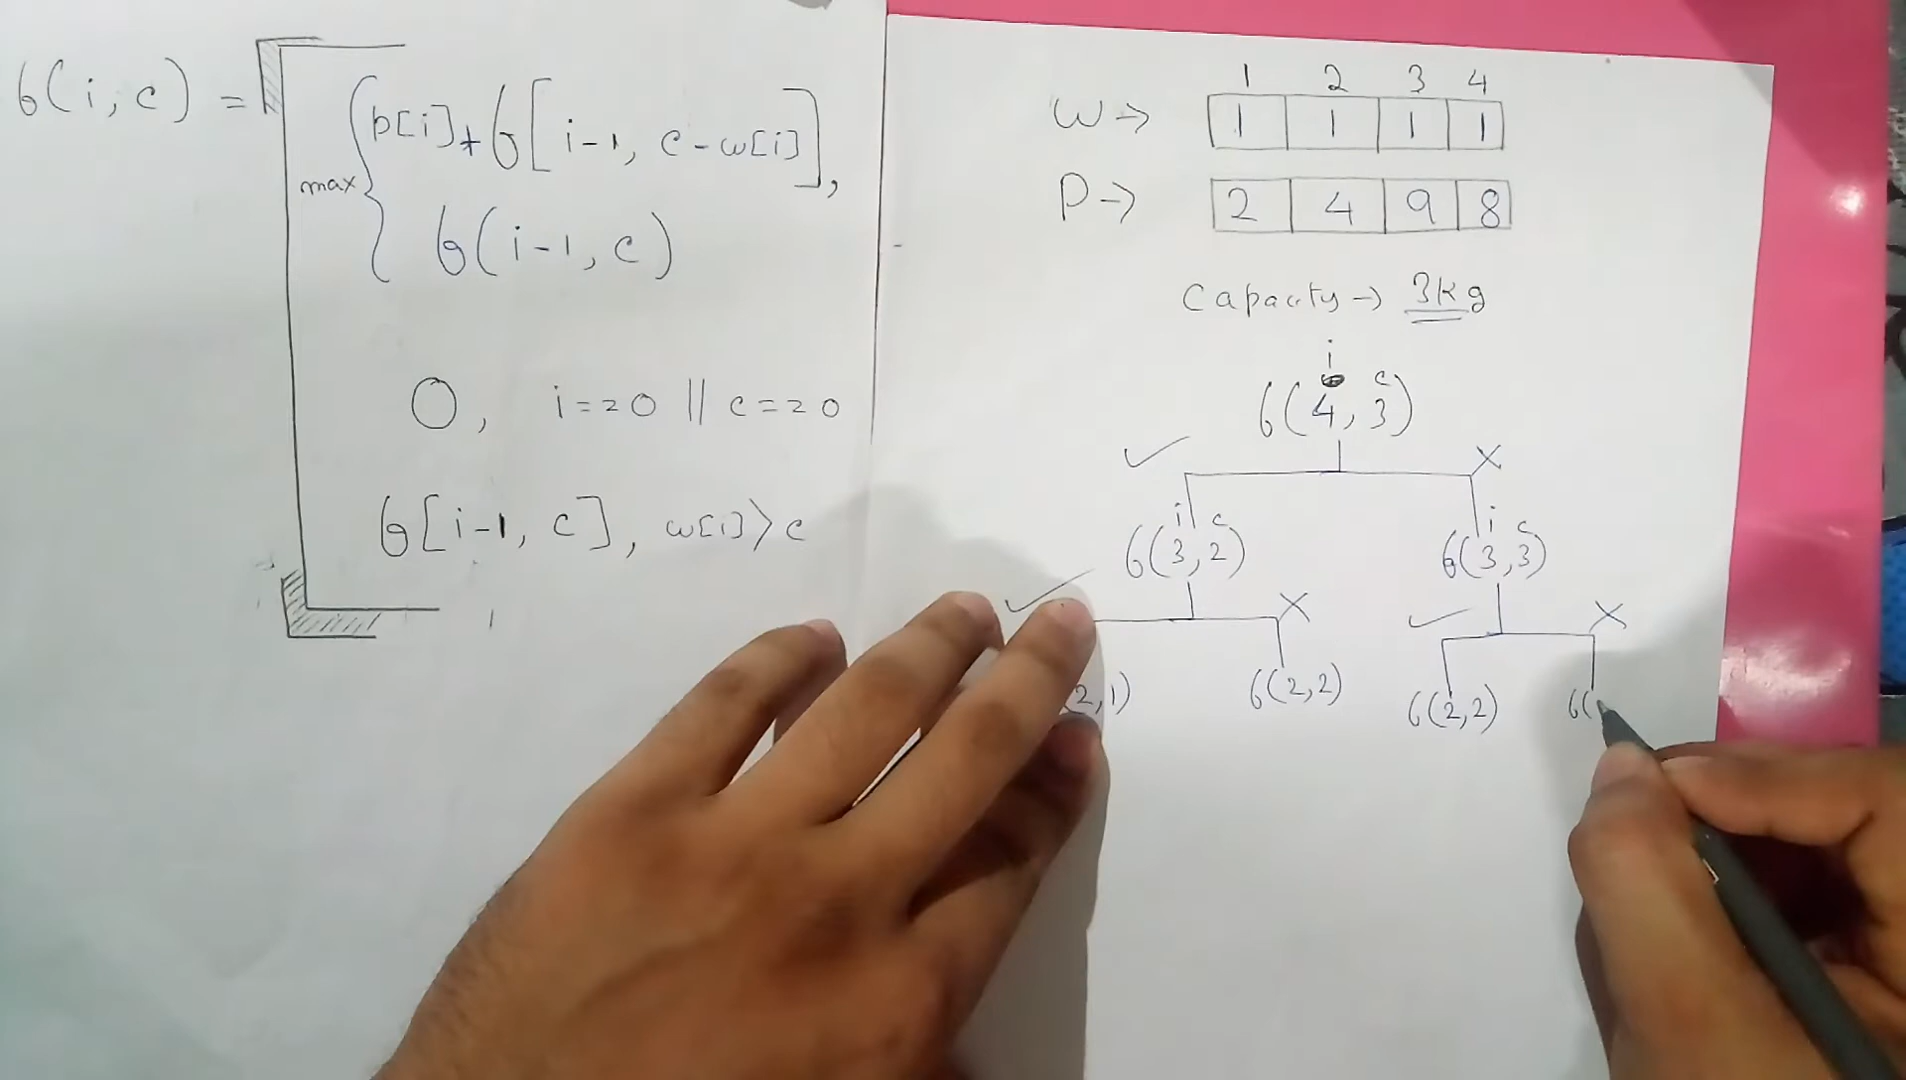 6(i, c) =
max { p[i] + 6[i-1, c-w[i]],
6(i-1, c)
0, i==0 || c==0
6[i-1, c], w[i]>c
1 2 3 4
w → 1 1 1 1
P → 2 4 9 8
Capacity → 3kg
i c
6(4, 3)
✓ X
i c i c
6(3,2) 6(3,3)
✓ X ✓ X
(2,1) 6(2,2) 6(2,2) 6(